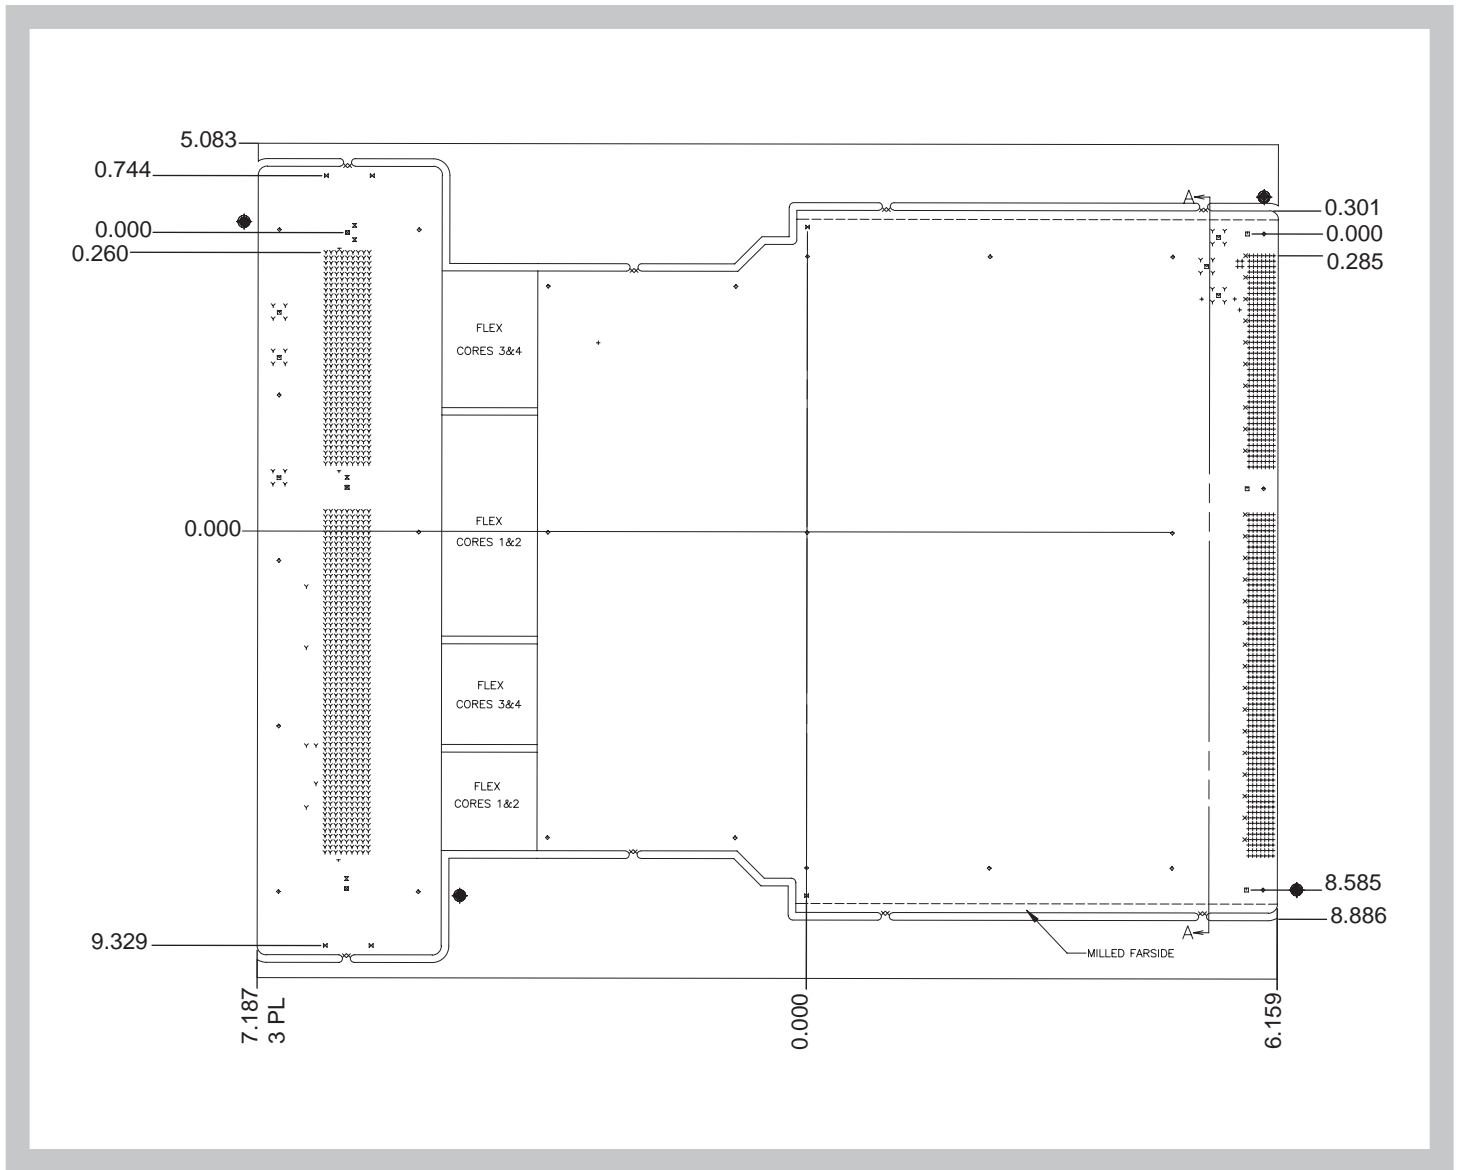 5.083
0.744
A
0.301
0.000
0.000
0.260
0.285
FLEX
CORES 3&4
0.000
FLEX
CORES 1&2
FLEX
CORES 3&4
FLEX
CORES 1&2
8.585
8.886
9.329
A
MILLED FARSIDE
7.187
3 PL
0.000
6.159